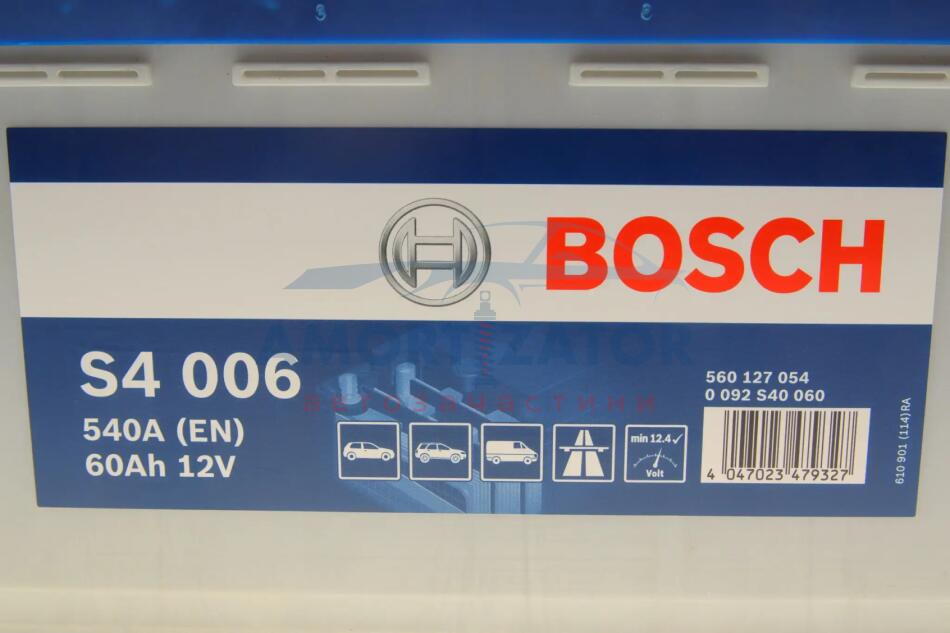 BOSCH
AMORTIZATOR
автозапчастини
S4 006
540A (EN)
60Ah 12V
min 12.4✓
Volt
560 127 054
0 092 S40 060
4 047023 479327
610 901 (114) RA